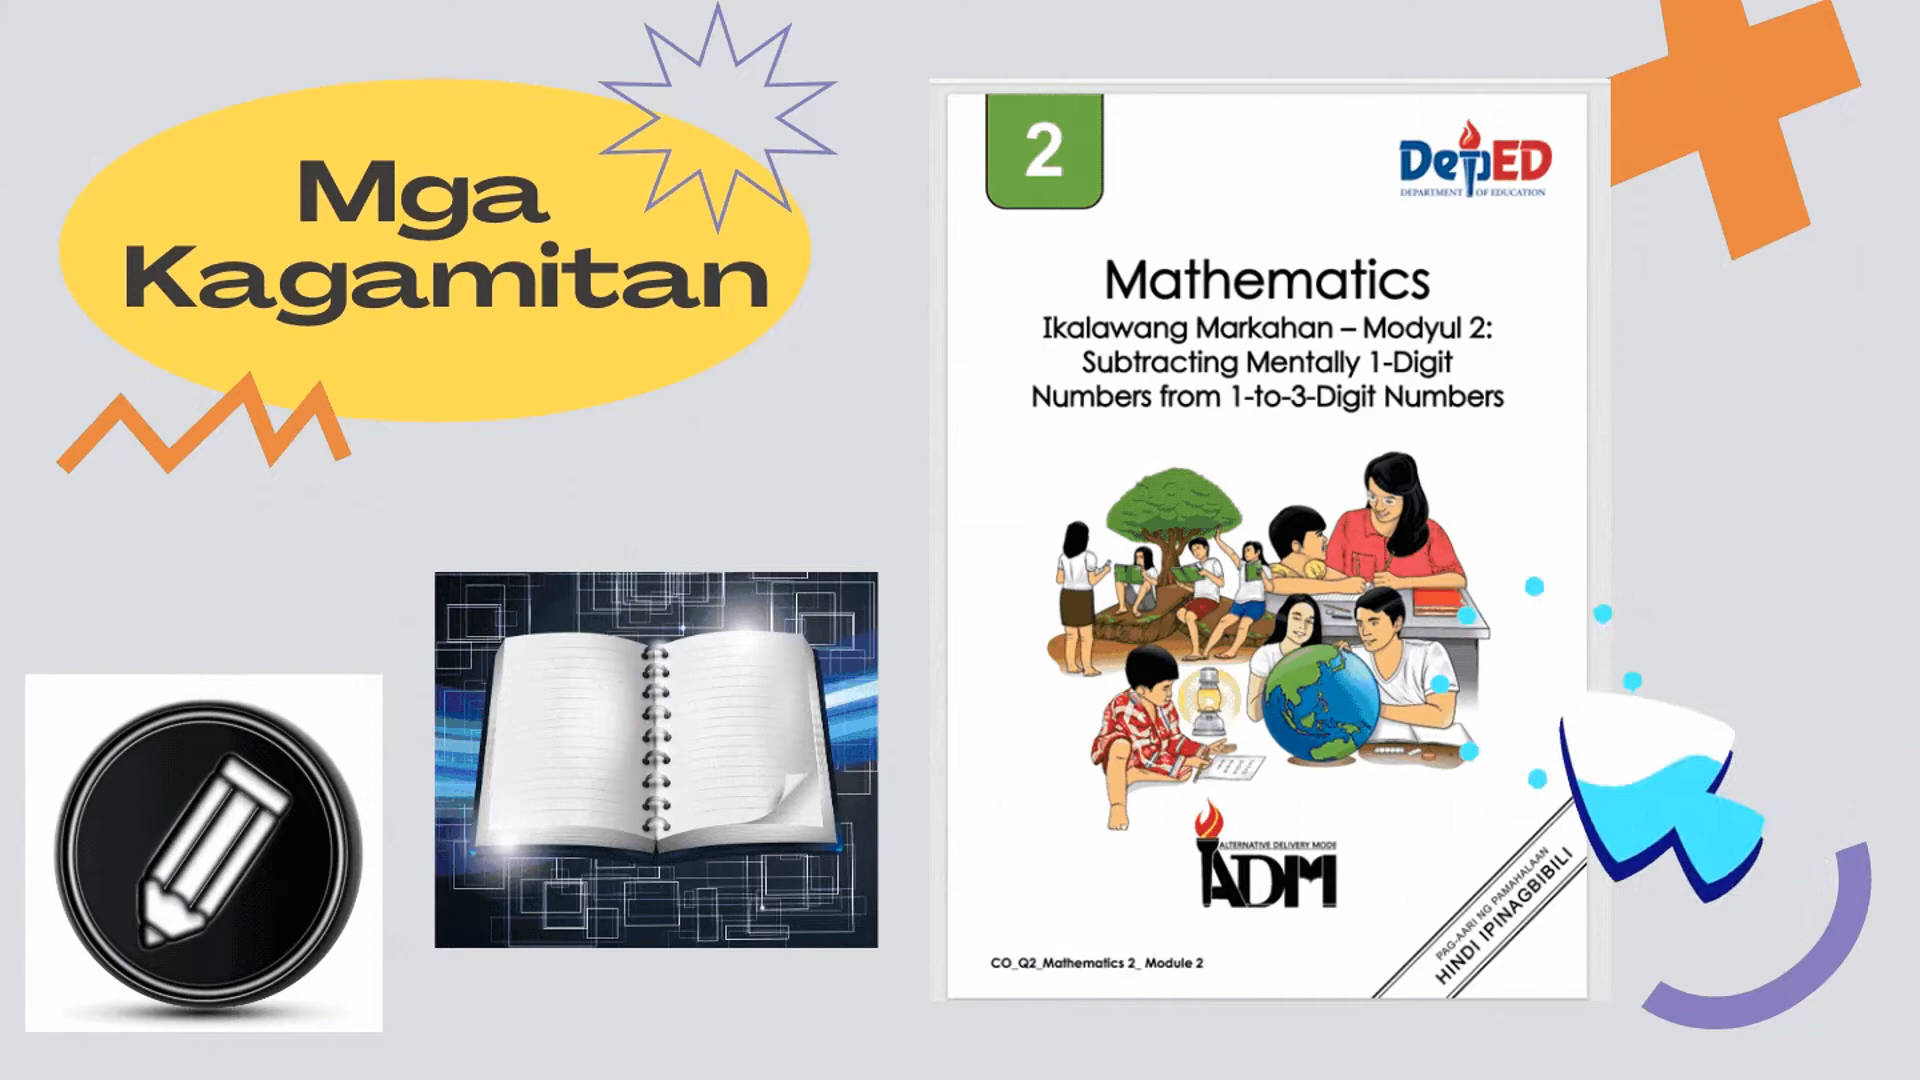 Mga
Kagamitan
2
DepED
DEPARTMENT OF EDUCATION
Mathematics
Ikalawang Markahan – Modyul 2:
Subtracting Mentally 1-Digit
Numbers from 1-to-3-Digit Numbers
ALTERNATIVE DELIVERY MODE
ADM
PAG-AARI NG PAMAHALAAN
HINDI IPINAGBIBILI
CO_Q2_Mathematics 2_ Module 2